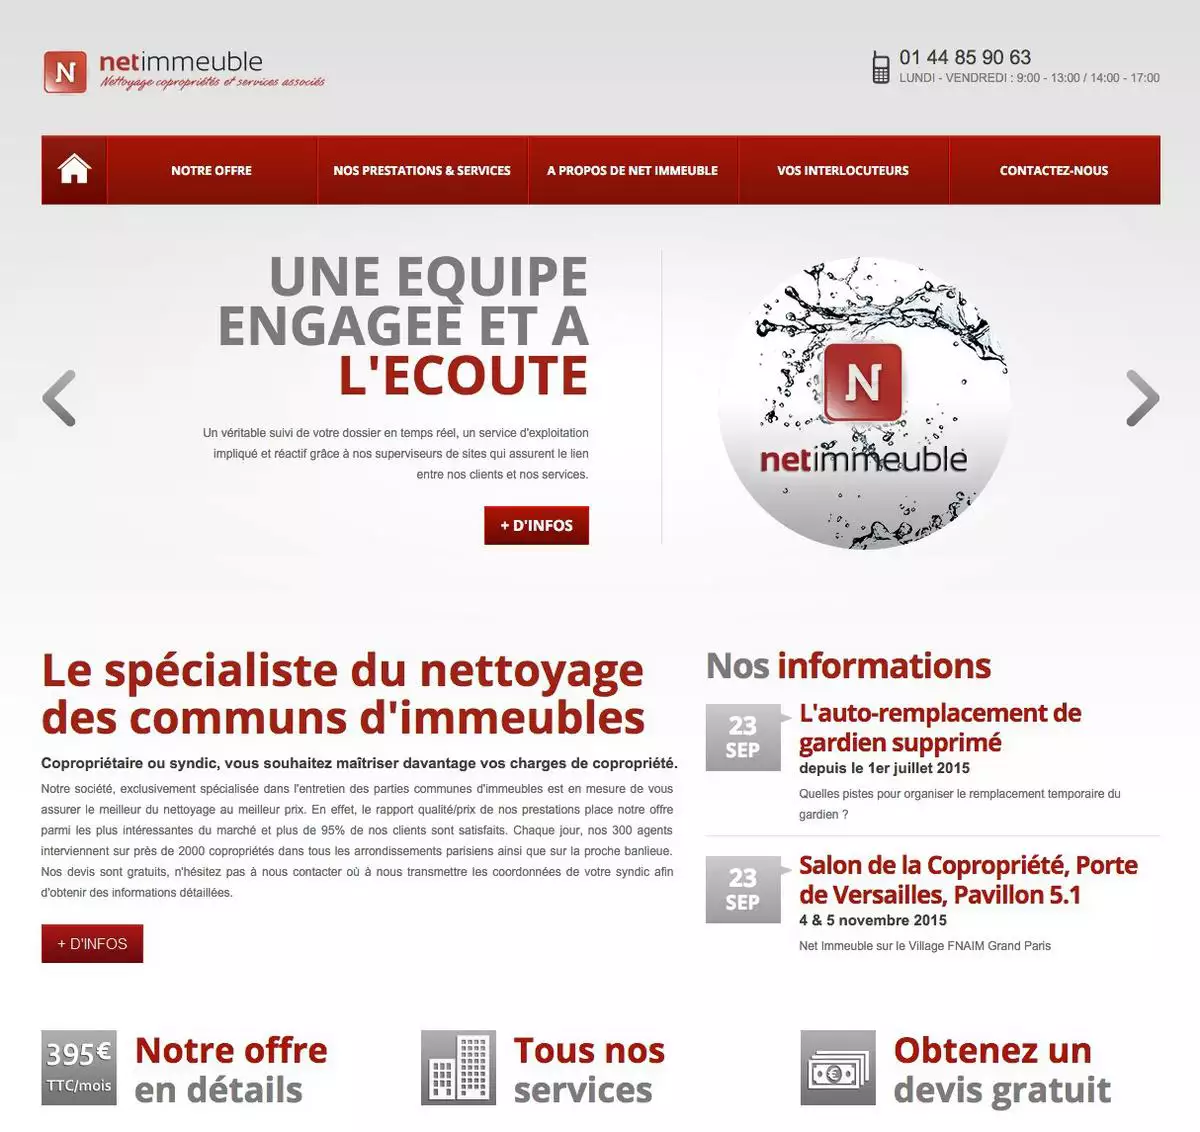 N
netimmeuble
Nettoyage copropriétés et services associés
01 44 85 90 63
LUNDI - VENDREDI : 9:00 - 13:00 / 14:00 - 17:00
NOTRE OFFRE
NOS PRESTATIONS & SERVICES
A PROPOS DE NET IMMEUBLE
VOS INTERLOCUTEURS
CONTACTEZ-NOUS
UNE EQUIPE
ENGAGEE ET A
L'ECOUTE
Un véritable suivi de votre dossier en temps réel, un service d'exploitation
impliqué et réactif grâce à nos superviseurs de sites qui assurent le lien
entre nos clients et nos services.
+ D'INFOS
N
netimmeuble
Le spécialiste du nettoyage
des communs d'immeubles
Copropriétaire ou syndic, vous souhaitez maîtriser davantage vos charges de copropriété.
Notre société, exclusivement spécialisée dans l'entretien des parties communes d'immeubles est en mesure de vous
assurer le meilleur du nettoyage au meilleur prix. En effet, le rapport qualité/prix de nos prestations place notre offre
parmi les plus intéressantes du marché et plus de 95% de nos clients sont satisfaits. Chaque jour, nos 300 agents
interviennent sur près de 2000 copropriétés dans tous les arrondissements parisiens ainsi que sur la proche banlieue.
Nos devis sont gratuits, n'hésitez pas à nous contacter où à nous transmettre les coordonnées de votre syndic afin
d'obtenir des informations détaillées.
+ D'INFOS
Nos informations
23
SEP
L'auto-remplacement de
gardien supprimé
depuis le 1er juillet 2015
Quelles pistes pour organiser le remplacement temporaire du
gardien ?
23
SEP
Salon de la Copropriété, Porte
de Versailles, Pavillon 5.1
4 & 5 novembre 2015
Net Immeuble sur le Village FNAIM Grand Paris
395€
TTC/mois
Notre offre
en détails
Tous nos
services
€
Obtenez un
devis gratuit